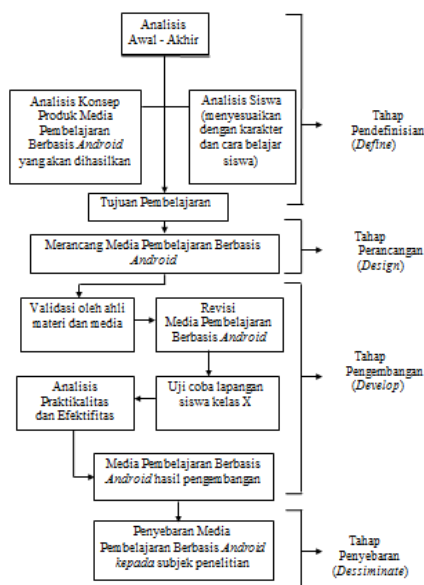 Analisis
Awal - Akhir
Analisis Konsep
Produk Media
Pembelajaran
Berbasis Android
yang akan dihasilkan
Analisis Siswa
(menyesuaikan
dengan karakter
dan cara belajar
siswa)
Tahap
Pendefinisian
(Define)
Tujuan Pembelajaran
Merancang Media Pembelajaran Berbasis
Android
Tahap
Perancangan
(Design)
Validasi oleh ahli
materi dan media
Revisi
Media Pembelajaran
Berbasis Android
Analisis
Praktikalitas
dan Efektifitas
Uji coba lapangan
siswa kelas X
Tahap
Pengembangan
(Develop)
Media Pembelajaran Berbasis
Android hasil pengembangan
Penyebaran Media
Pembelajaran Berbasis Android
kepada subjek penelitian
Tahap
Penyebaran
(Dessiminate)